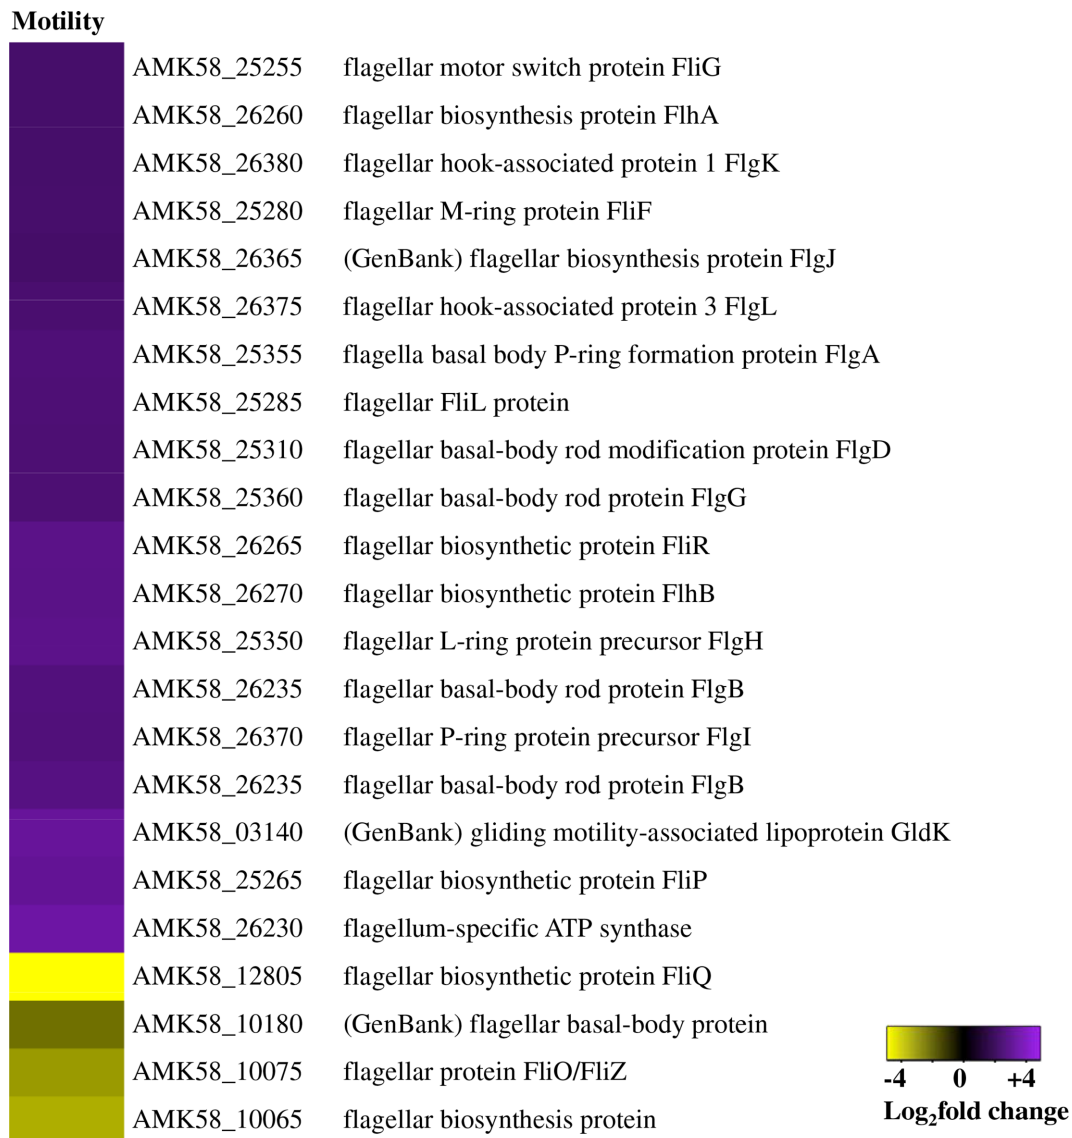 Motility
AMK58_25255 flagellar motor switch protein FliG
AMK58_26260 flagellar biosynthesis protein FlhA
AMK58_26380 flagellar hook-associated protein 1 FlgK
AMK58_25280 flagellar M-ring protein FliF
AMK58_26365 (GenBank) flagellar biosynthesis protein FlgJ
AMK58_26375 flagellar hook-associated protein 3 FlgL
AMK58_25355 flagella basal body P-ring formation protein FlgA
AMK58_25285 flagellar FliL protein
AMK58_25310 flagellar basal-body rod modification protein FlgD
AMK58_25360 flagellar basal-body rod protein FlgG
AMK58_26265 flagellar biosynthetic protein FliR
AMK58_26270 flagellar biosynthetic protein FlhB
AMK58_25350 flagellar L-ring protein precursor FlgH
AMK58_26235 flagellar basal-body rod protein FlgB
AMK58_26370 flagellar P-ring protein precursor FlgI
AMK58_26235 flagellar basal-body rod protein FlgB
AMK58_03140 (GenBank) gliding motility-associated lipoprotein GldK
AMK58_25265 flagellar biosynthetic protein FliP
AMK58_26230 flagellum-specific ATP synthase
AMK58_12805 flagellar biosynthetic protein FliQ
AMK58_10180 (GenBank) flagellar basal-body protein
AMK58_10075 flagellar protein FliO/FliZ
AMK58_10065 flagellar biosynthesis protein
-4 0 +4
Log2fold change